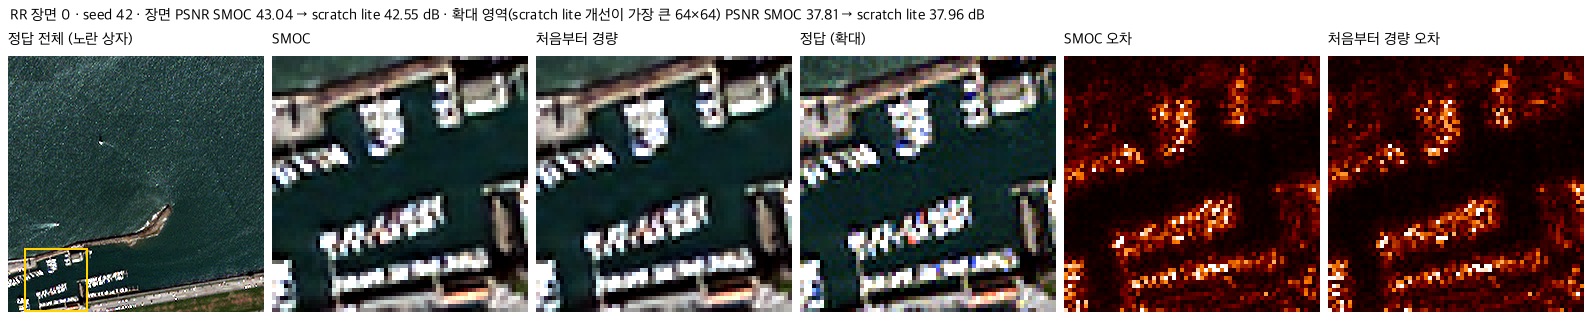 RR 장면 0 · seed 42 · 장면 PSNR SMOC 43.04 → scratch lite 42.55 dB · 확대 영역(scratch lite 개선이 가장 큰 64×64) PSNR SMOC 37.81 → scratch lite 37.96 dB
정답 전체 (노란 상자)
SMOC
처음부터 경량
정답 (확대)
SMOC 오차
처음부터 경량 오차